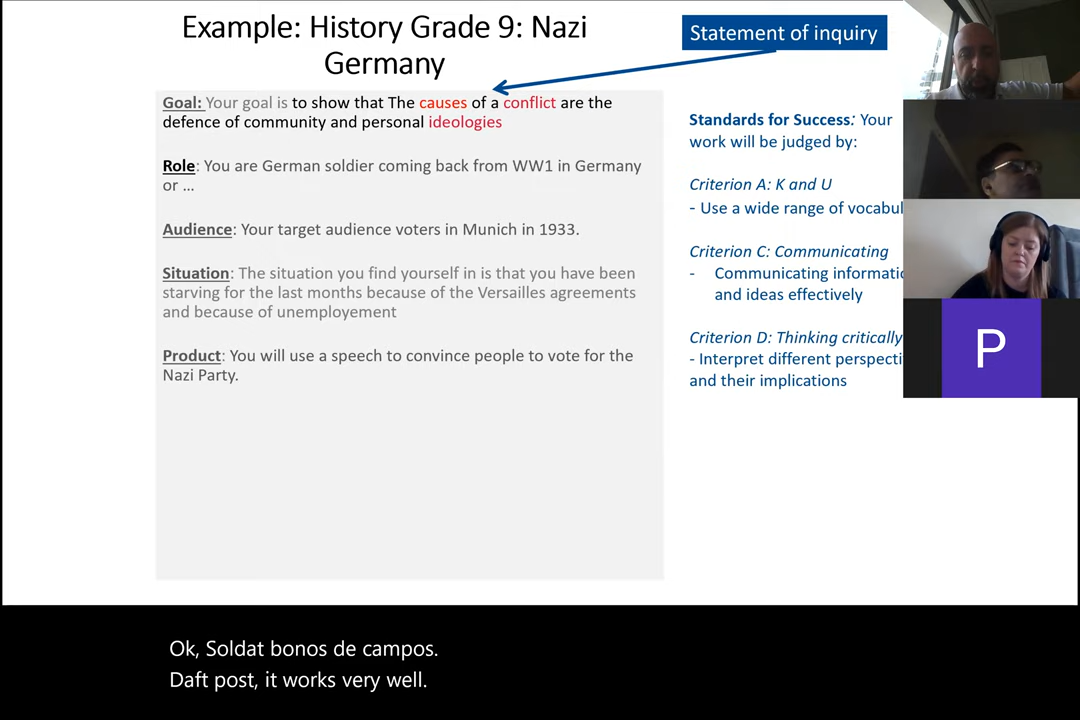 Example: History Grade 9: Nazi
Germany
Statement of inquiry
Goal: Your goal is to show that The causes of a conflict are the
defence of community and personal ideologies
Role: You are German soldier coming back from WW1 in Germany
or ...
Audience: Your target audience voters in Munich in 1933.
Situation: The situation you find yourself in is that you have been
starving for the last months because of the Versailles agreements
and because of unemployement
Product: You will use a speech to convince people to vote for the
Nazi Party.
Standards for Success: Your
work will be judged by:
Criterion A: K and U
- Use a wide range of
Criterion C: Communicating
- Communicating
and ideas effectively
Criterion D: Thinking critically
- Interpret different
and their implications
P
Ok, Soldat bonos de campos.
Daft post, it works very well.